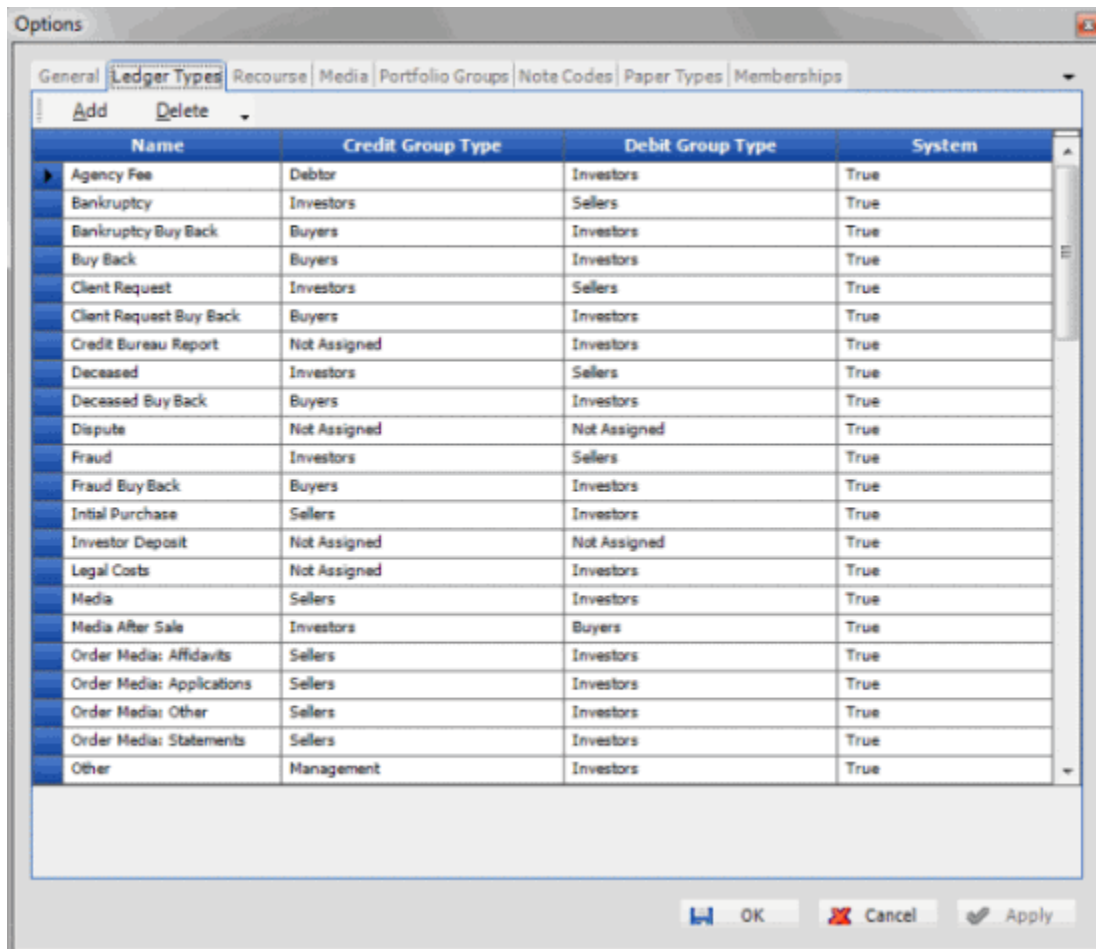 Options
General Ledger Types Recourse Media Portfolio Groups Note Codes Paper Types Memberships
Add Delete
Name Credit Group Type Debit Group Type System
Agency Fee Debtor Investors True
Bankruptcy Investors Sellers True
Bankruptcy Buy Back Buyers Investors True
Buy Back Buyers Investors True
Client Request Investors Sellers True
Client Request Buy Back Buyers Investors True
Credit Bureau Report Not Assigned Investors True
Deceased Investors Sellers True
Deceased Buy Back Buyers Investors True
Dispute Not Assigned Not Assigned True
Fraud Investors Sellers True
Fraud Buy Back Buyers Investors True
Intial Purchase Sellers Investors True
Investor Deposit Not Assigned Not Assigned True
Legal Costs Not Assigned Investors True
Media Sellers Investors True
Media After Sale Investors Buyers True
Order Media: Affidavits Sellers Investors True
Order Media: Applications Sellers Investors True
Order Media: Other Sellers Investors True
Order Media: Statements Sellers Investors True
Other Management Investors True
OK Cancel Apply